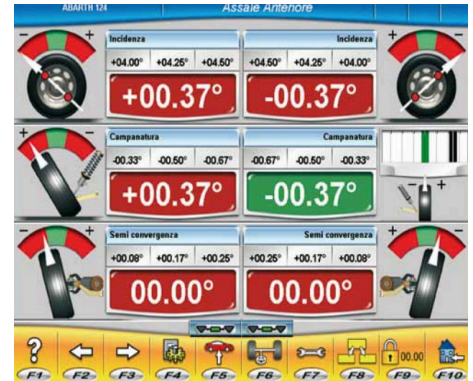 ABARTH 124 Assale Anteriore
Incidenza Incidenza
+04.00° +04.25° +04.50° +04.50° +04.25° +04.00°
- + +00.37° -00.37° + -
Campanatura Campanatura
-00.33° -00.50° -00.67° -00.67° -00.50° -00.33°
+ - +00.37° -00.37° - +
Semi convergenza Semi convergenza
+00.08° +00.17° +00.25° +00.25° +00.17° +00.08°
- + 00.00° 00.00° + -
? 00.00
F1 F2 F3 F4 F5 F6 F7 F8 F9 F10